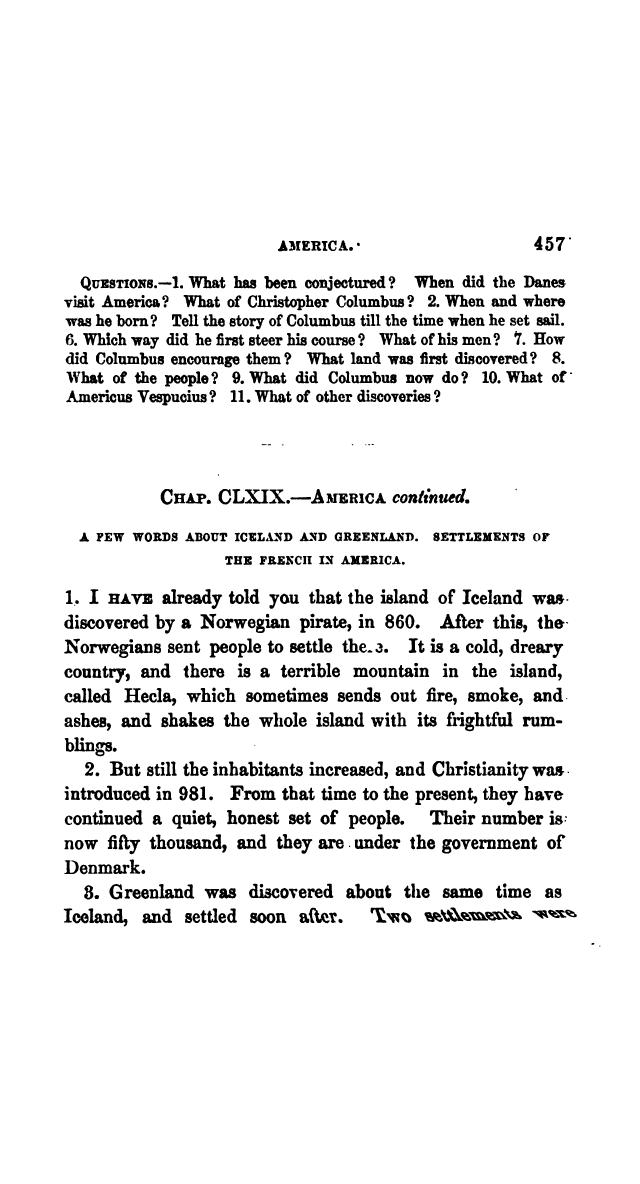 AMERICA. 457
QUESTIONS.—1. What has been conjectured? When did the Danes
visit America? What of Christopher Columbus? 2. When and where
was he born? Tell the story of Columbus till the time when he set sail.
6. Which way did he first steer his course? What of his men? 7. How
did Columbus encourage them? What land was first discovered? 8.
What of the people? 9. What did Columbus now do? 10. What of
Americus Vespucius? 11. What of other discoveries?
CHAP. CLXIX.—AMERICA continued.
A FEW WORDS ABOUT ICELAND AND GREENLAND. SETTLEMENTS OF
THE FRENCH IN AMERICA.
1. I HAVE already told you that the island of Iceland was
discovered by a Norwegian pirate, in 860. After this, the
Norwegians sent people to settle It is a cold, dreary
country, and there is a terrible mountain in the island,
called Hecla, which sometimes sends out fire, smoke, and
ashes, and shakes the whole island with its frightful rum-
blings.
2. But still the inhabitants increased, and Christianity was
introduced in 981. From that time to the present, they have
continued a quiet, honest set of people. Their number is
now fifty thousand, and they are under the government of
Denmark.
3. Greenland was discovered about the same time as
Iceland, and settled soon after. Two settlements were